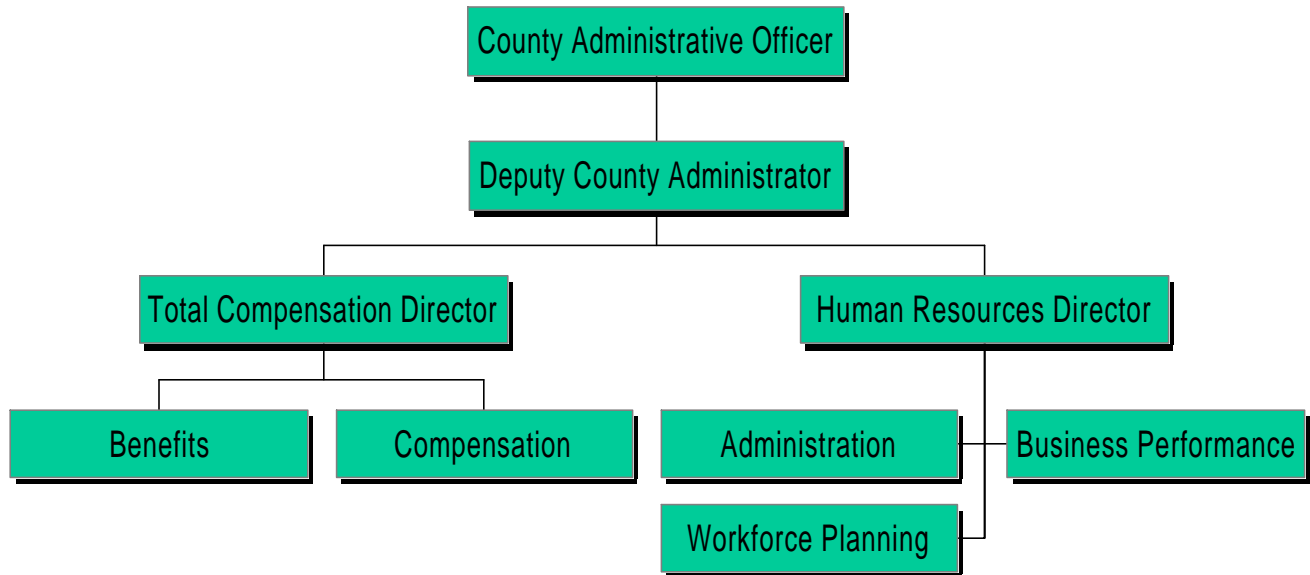 County Administrative Officer
Deputy County Administrator
Total Compensation Director
Human Resources Director
Benefits
Compensation
Administration
Business Performance
Workforce Planning